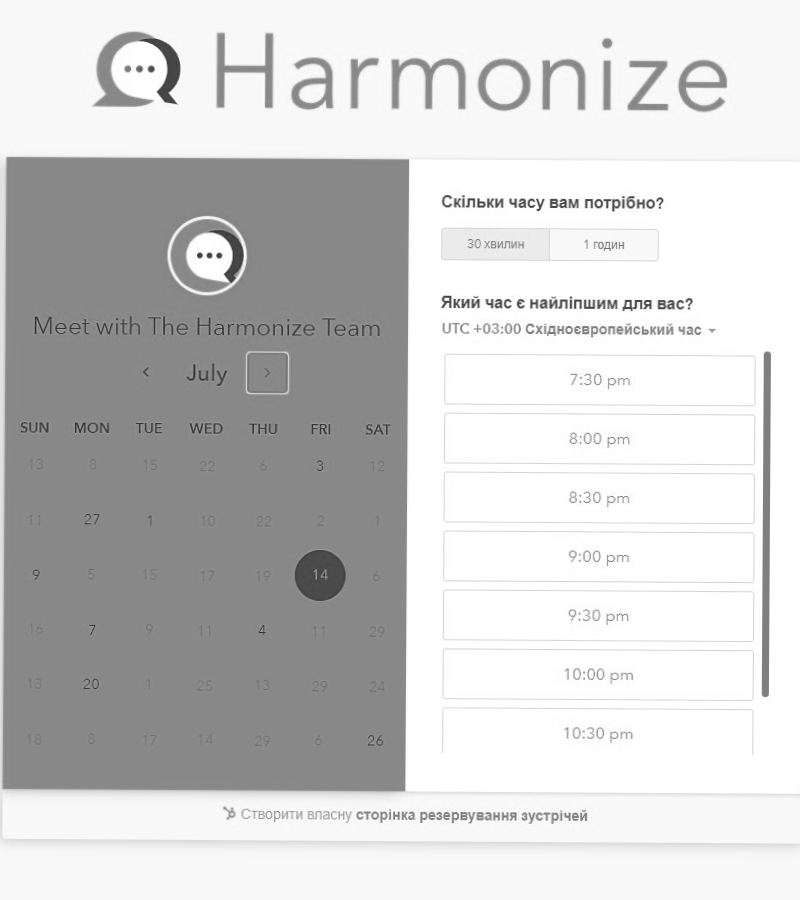 Harmonize
Meet with The Harmonize Team
July
SUN MON TUE WED THU FRI SAT
13 8 15 22 6 3 12
11 27 1 10 22 2 1
9 5 15 17 19 14 6
16 7 9 11 4 11 29
13 20 1 25 13 29 24
18 8 17 14 29 6 26
Скільки часу вам потрібно?
30 хвилин 1 годин
Який час є найліпшим для вас?
UTC +03:00 Східноєвропейський час
7:30 pm
8:00 pm
8:30 pm
9:00 pm
9:30 pm
10:00 pm
10:30 pm
Створити власну сторінка резервування зустрічей